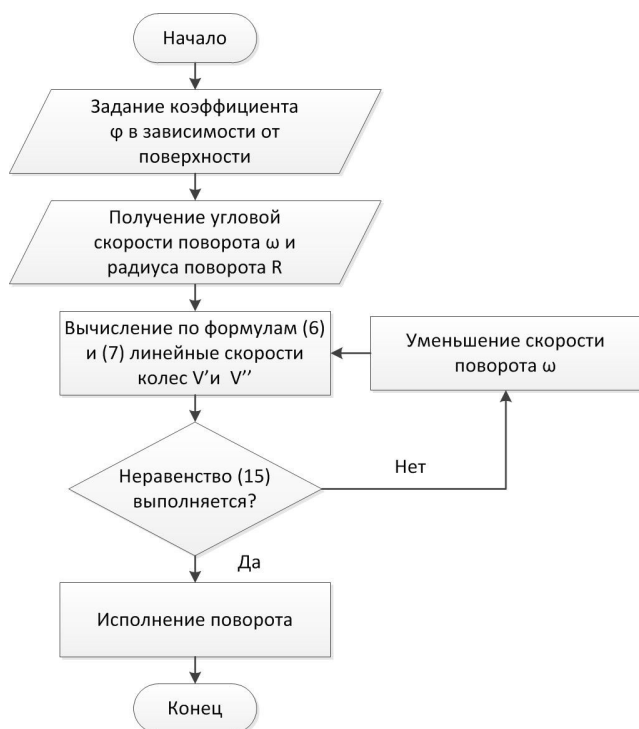 Начало
Задание коэффициента
φ в зависимости от
поверхности
Получение угловой
скорости поворота ω и
радиуса поворота R
Вычисление по формулам (6)
и (7) линейные скорости
колес V'и V''
Уменьшение скорости
поворота ω
Неравенство (15)
выполняется?
Нет
Да
Исполнение поворота
Конец